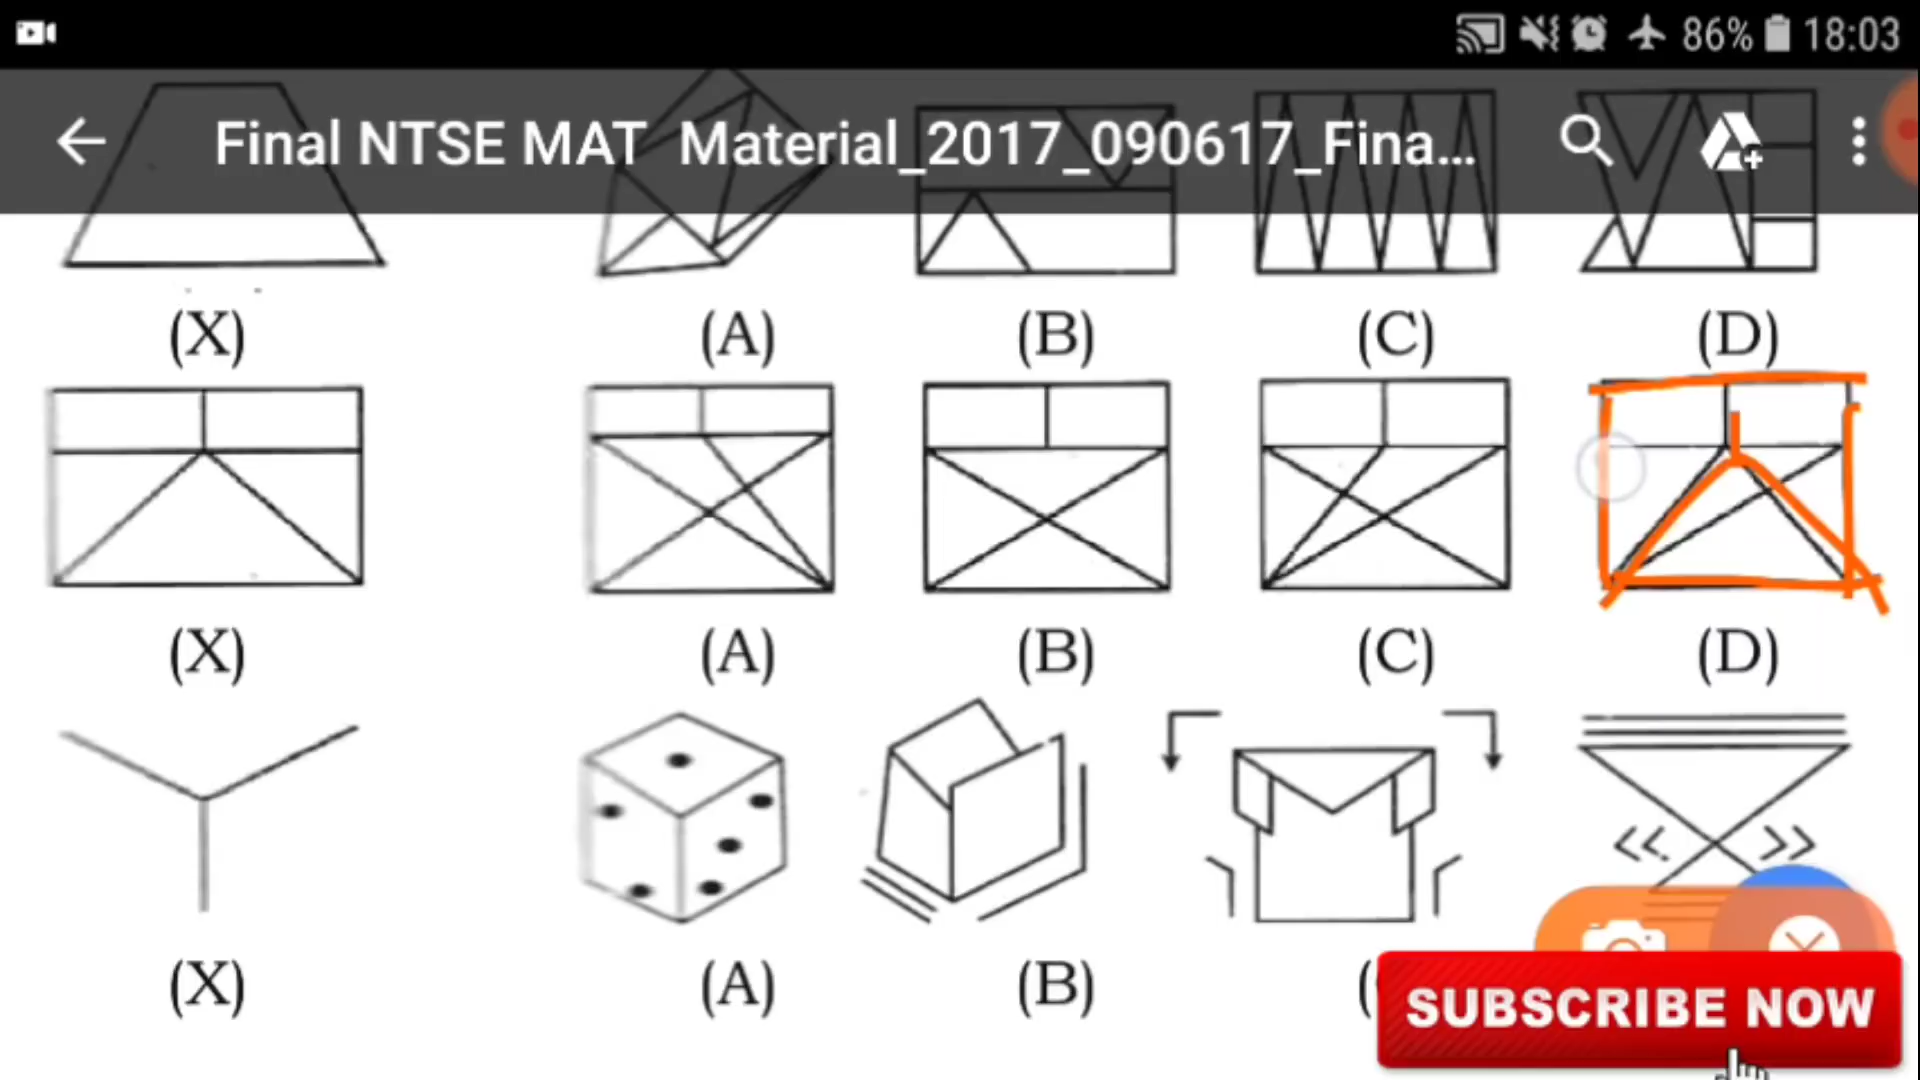 86% 18:03
Final NTSE MAT Material_2017_090617_Fina...
(X) (A) (B) (C) (D)
(X) (A) (B) (C) (D)
(X) (A) (B) (
SUBSCRIBE NOW